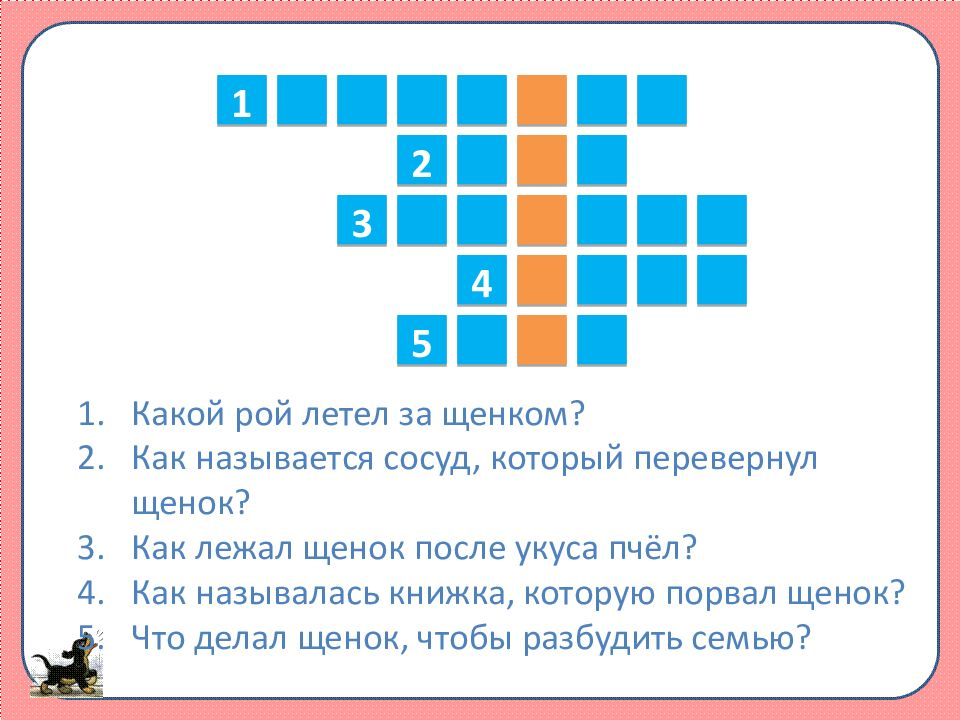 1
2
3
4
5
1. Какой рой летел за щенком?
2. Как называется сосуд, который перевернул
щенок?
3. Как лежал щенок после укуса пчёл?
4. Как называлась книжка, которую порвал щенок?
5. Что делал щенок, чтобы разбудить семью?